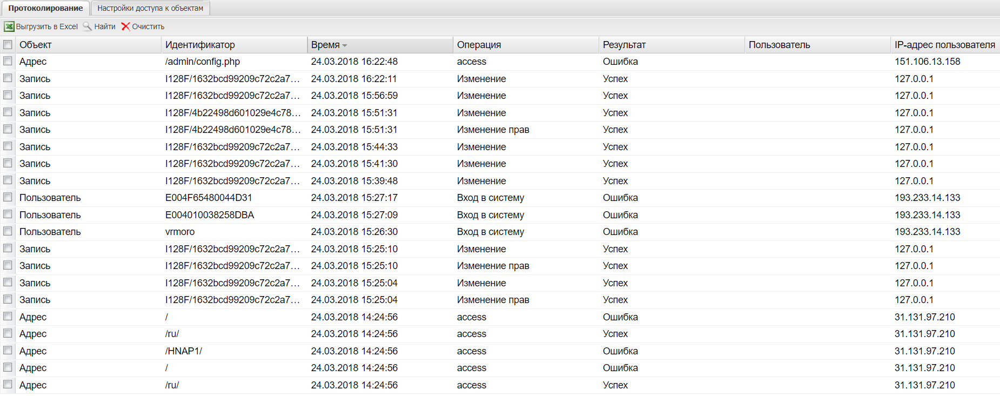 Протоколирование Настройки доступа к объектам
Выгрузить в Excel Найти Очистить
Объект Идентификатор Время Операция Результат Пользователь IP-адрес пользователя
Адрес /admin/config.php 24.03.2018 16:22:48 access Ошибка 151.106.13.158
Запись I128F/1632bcd99209c72c2a7… 24.03.2018 16:22:11 Изменение Успех 127.0.0.1
Запись I128F/1632bcd99209c72c2a7… 24.03.2018 15:56:59 Изменение Успех 127.0.0.1
Запись I128F/4b22498d601029e4c78… 24.03.2018 15:51:31 Изменение Успех 127.0.0.1
Запись I128F/4b22498d601029e4c78… 24.03.2018 15:51:31 Изменение прав Успех 127.0.0.1
Запись I128F/1632bcd99209c72c2a7… 24.03.2018 15:44:33 Изменение Успех 127.0.0.1
Запись I128F/1632bcd99209c72c2a7… 24.03.2018 15:41:30 Изменение Успех 127.0.0.1
Запись I128F/1632bcd99209c72c2a7… 24.03.2018 15:39:48 Изменение Успех 127.0.0.1
Пользователь E004F65480044D31 24.03.2018 15:27:17 Вход в систему Ошибка 193.233.14.133
Пользователь E004010038258DBA 24.03.2018 15:27:09 Вход в систему Ошибка 193.233.14.133
Пользователь vrmoro 24.03.2018 15:26:30 Вход в систему Ошибка 193.233.14.133
Запись I128F/1632bcd99209c72c2a7… 24.03.2018 15:25:10 Изменение Успех 127.0.0.1
Запись I128F/1632bcd99209c72c2a7… 24.03.2018 15:25:10 Изменение прав Успех 127.0.0.1
Запись I128F/1632bcd99209c72c2a7… 24.03.2018 15:25:04 Изменение Успех 127.0.0.1
Запись I128F/1632bcd99209c72c2a7… 24.03.2018 15:25:04 Изменение прав Успех 127.0.0.1
Адрес / 24.03.2018 14:24:56 access Ошибка 31.131.97.210
Адрес /ru/ 24.03.2018 14:24:56 access Успех 31.131.97.210
Адрес /HNAP1/ 24.03.2018 14:24:56 access Ошибка 31.131.97.210
Адрес / 24.03.2018 14:24:56 access Ошибка 31.131.97.210
Адрес /ru/ 24.03.2018 14:24:56 access Успех 31.131.97.210